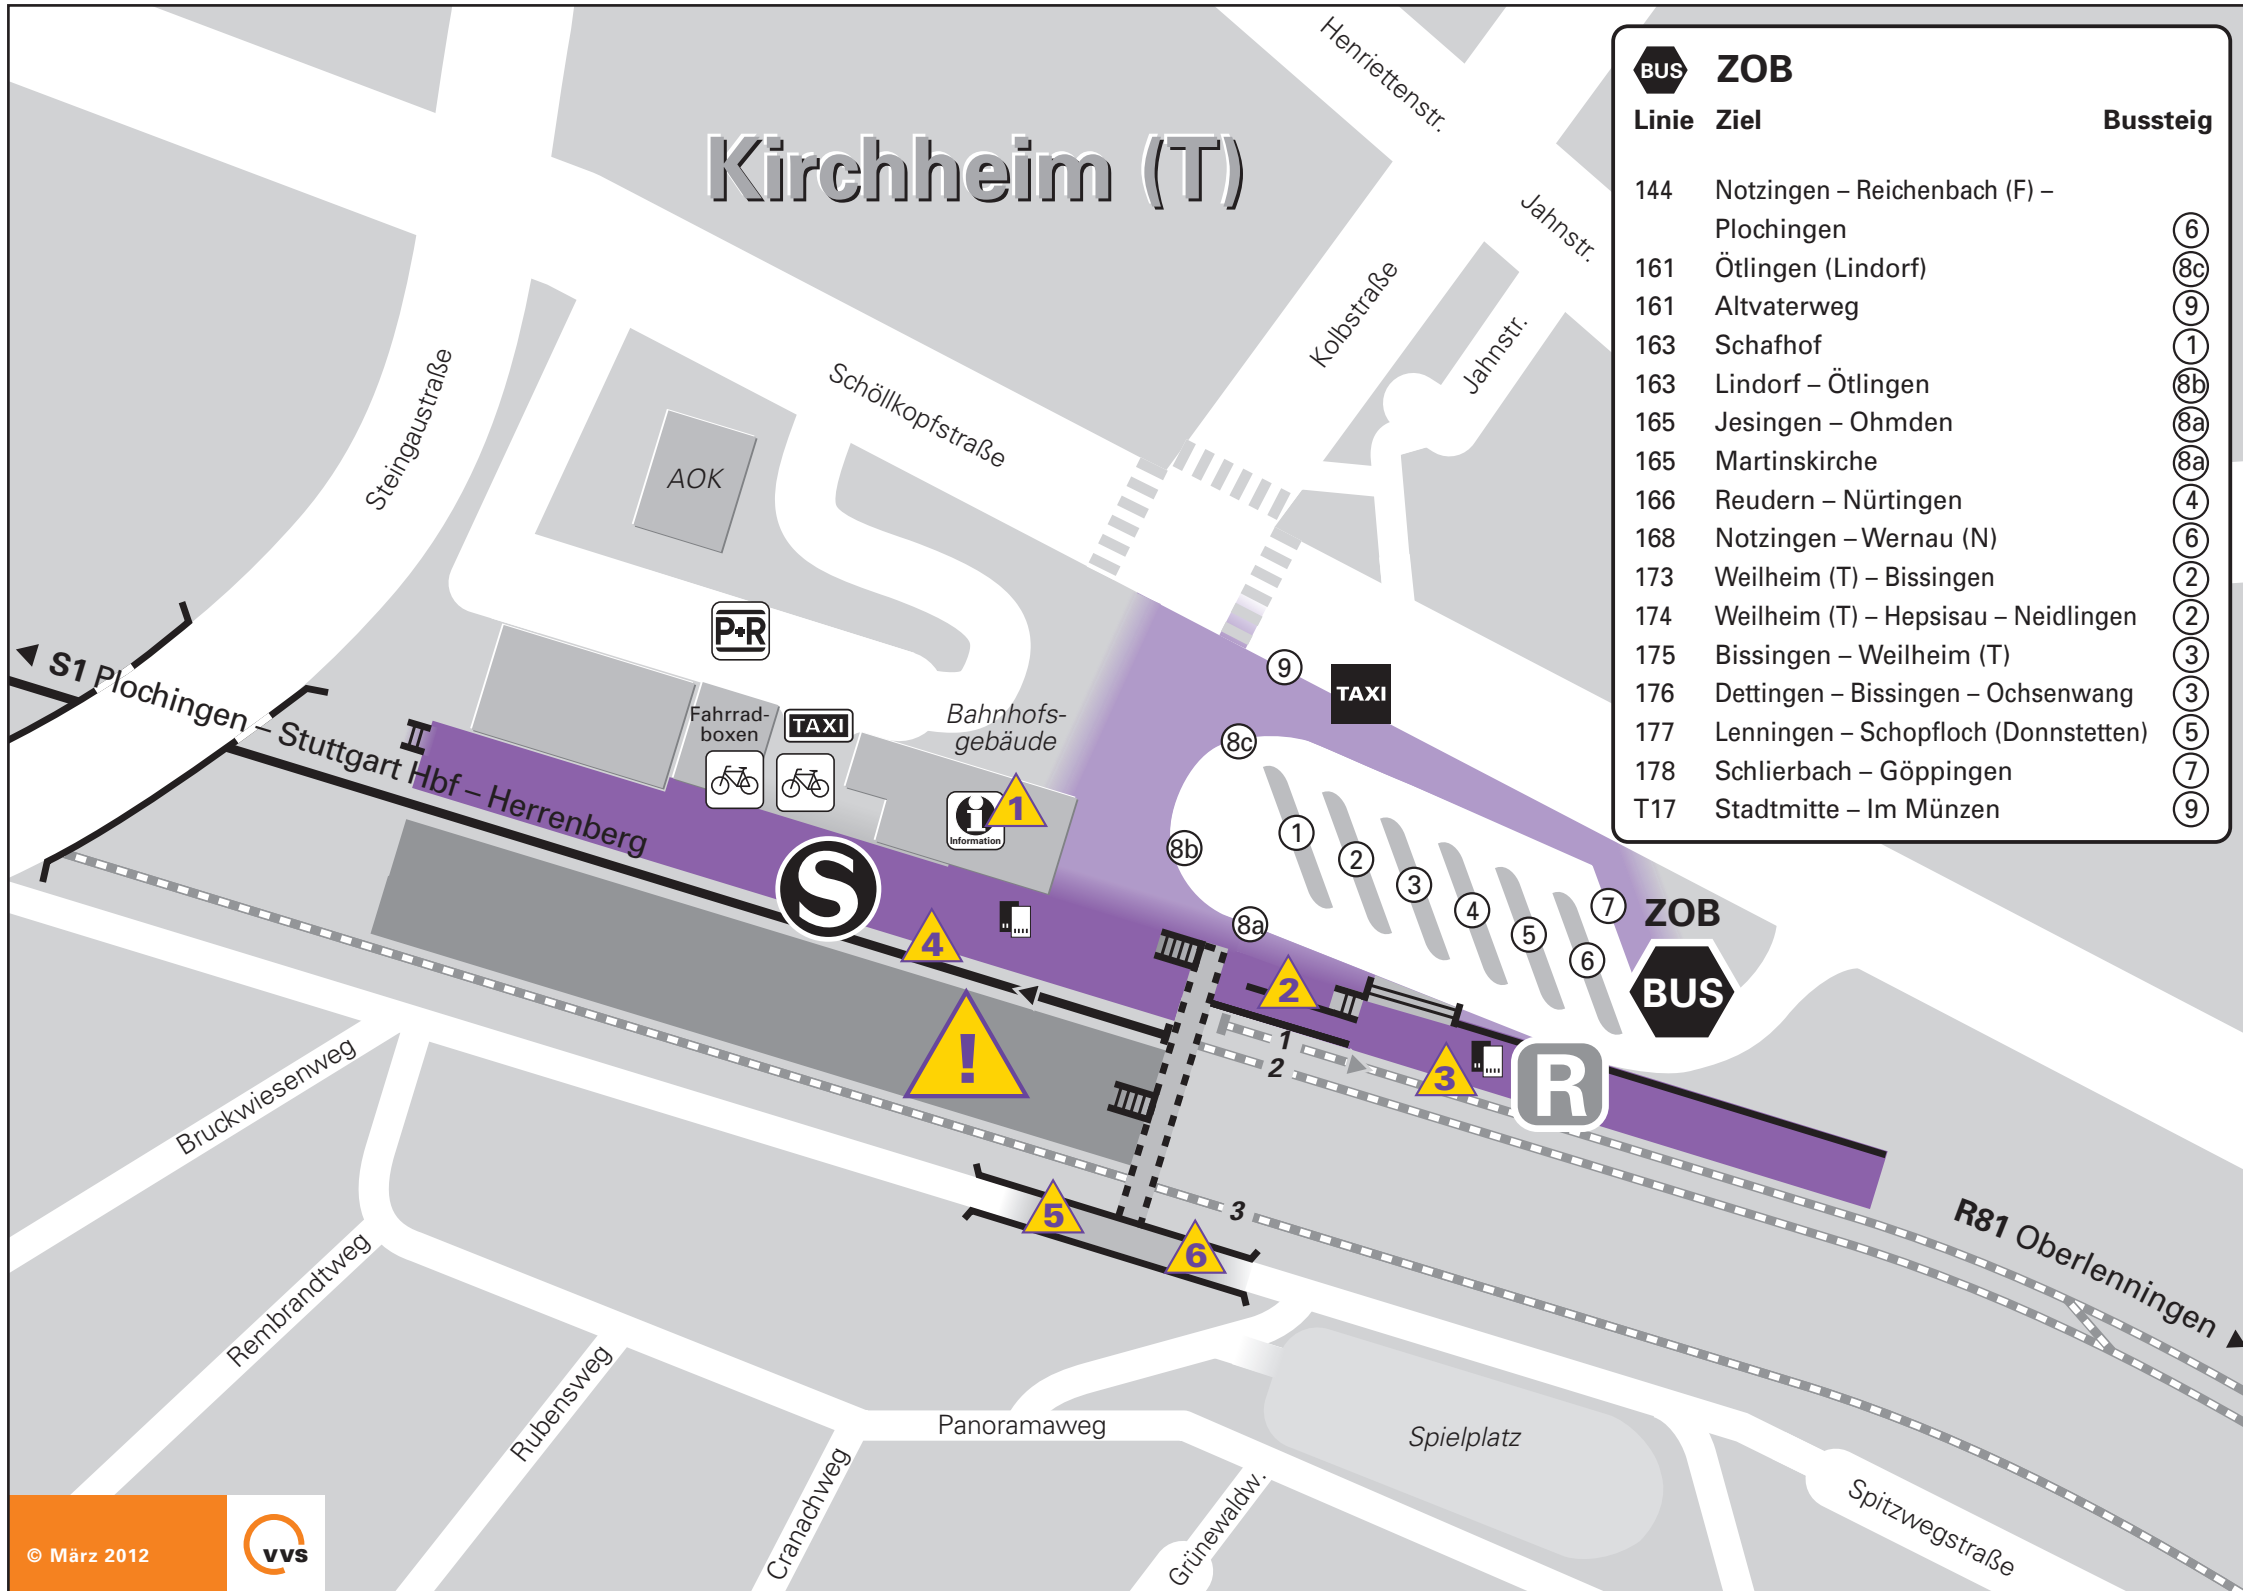 Kirchheim (T)
Henriettenstr.
Jahnstr.
Jahnstr.
Kolbstraße
Schöllkopfstraße
Steingaustraße
AOK
P+R
S1 Plochingen – Stuttgart Hbf – Herrenberg
Fahrrad-
boxen
TAXI
Bahnhofs-
gebäude
i
Information
1
S
4
!
9
TAXI
8c
8b
8a
1
2
3
4
5
6
7
ZOB
BUS
2
3
R
1
2
3
5
6
R81 Oberlenningen
Bruckwiesenweg
Rembrandtweg
Rubensweg
Cranachweg
Panoramaweg
Grünewaldw.
Spielplatz
Spitzwegstraße
BUS ZOB
Linie Ziel Bussteig
144 Notzingen – Reichenbach (F) –
Plochingen 6
161 Ötlingen (Lindorf) 8c
161 Altvaterweg 9
163 Schafhof 1
163 Lindorf – Ötlingen 8b
165 Jesingen – Ohmden 8a
165 Martinskirche 8a
166 Reudern – Nürtingen 4
168 Notzingen – Wernau (N) 6
173 Weilheim (T) – Bissingen 2
174 Weilheim (T) – Hepsisau – Neidlingen 2
175 Bissingen – Weilheim (T) 3
176 Dettingen – Bissingen – Ochsenwang 3
177 Lenningen – Schopfloch (Donnstetten) 5
178 Schlierbach – Göppingen 7
T17 Stadtmitte – Im Münzen 9
© März 2012
VVS